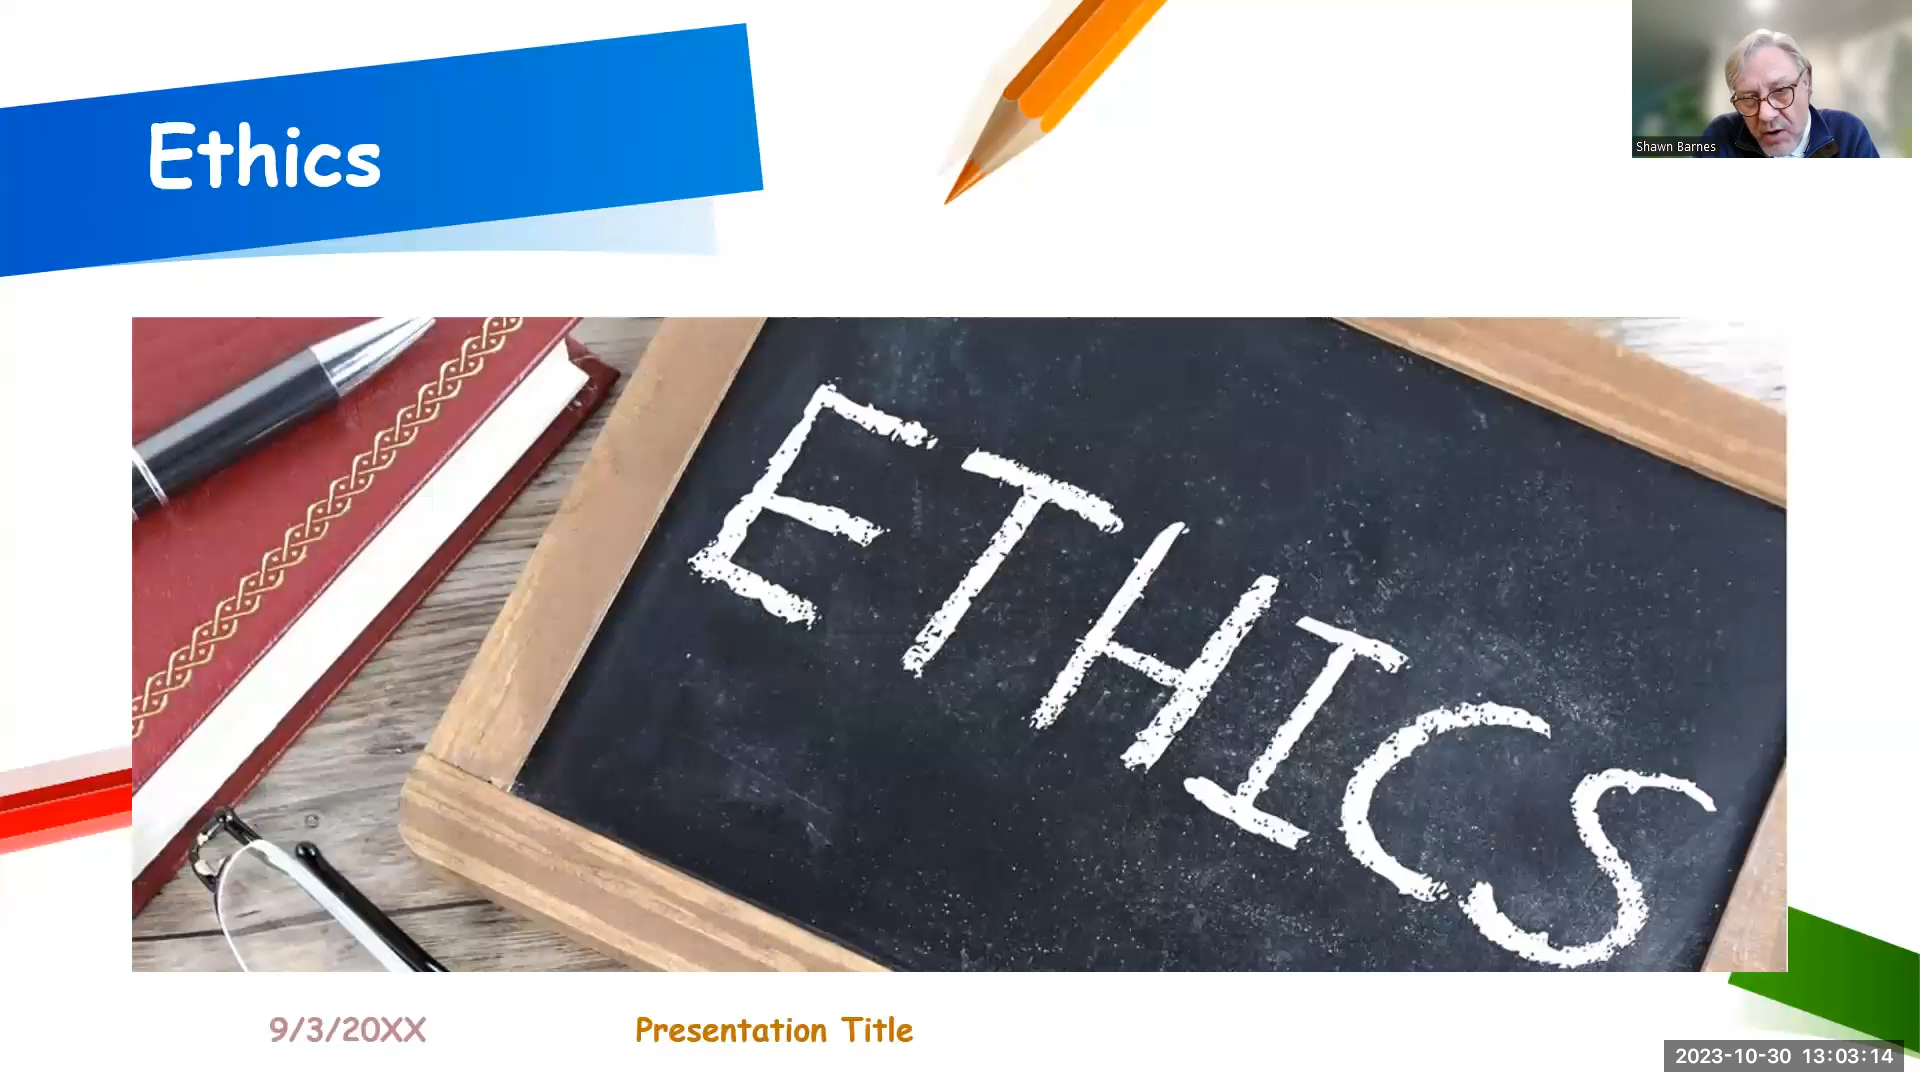 Ethics
Shawn Barnes
ETHICS
9/3/20XX
Presentation Title
2023-10-30 13:03:14